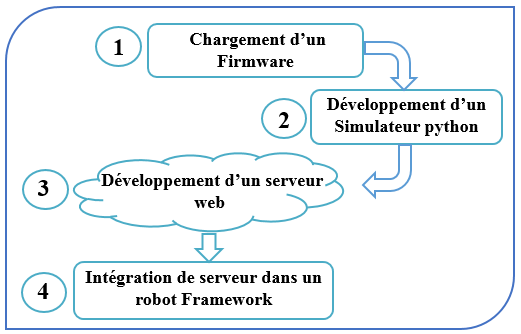 1
Chargement d'un
Firmware
2
Développement d'un
Simulateur python
3
Développement d'un serveur
web
4
Intégration de serveur dans un
robot Framework